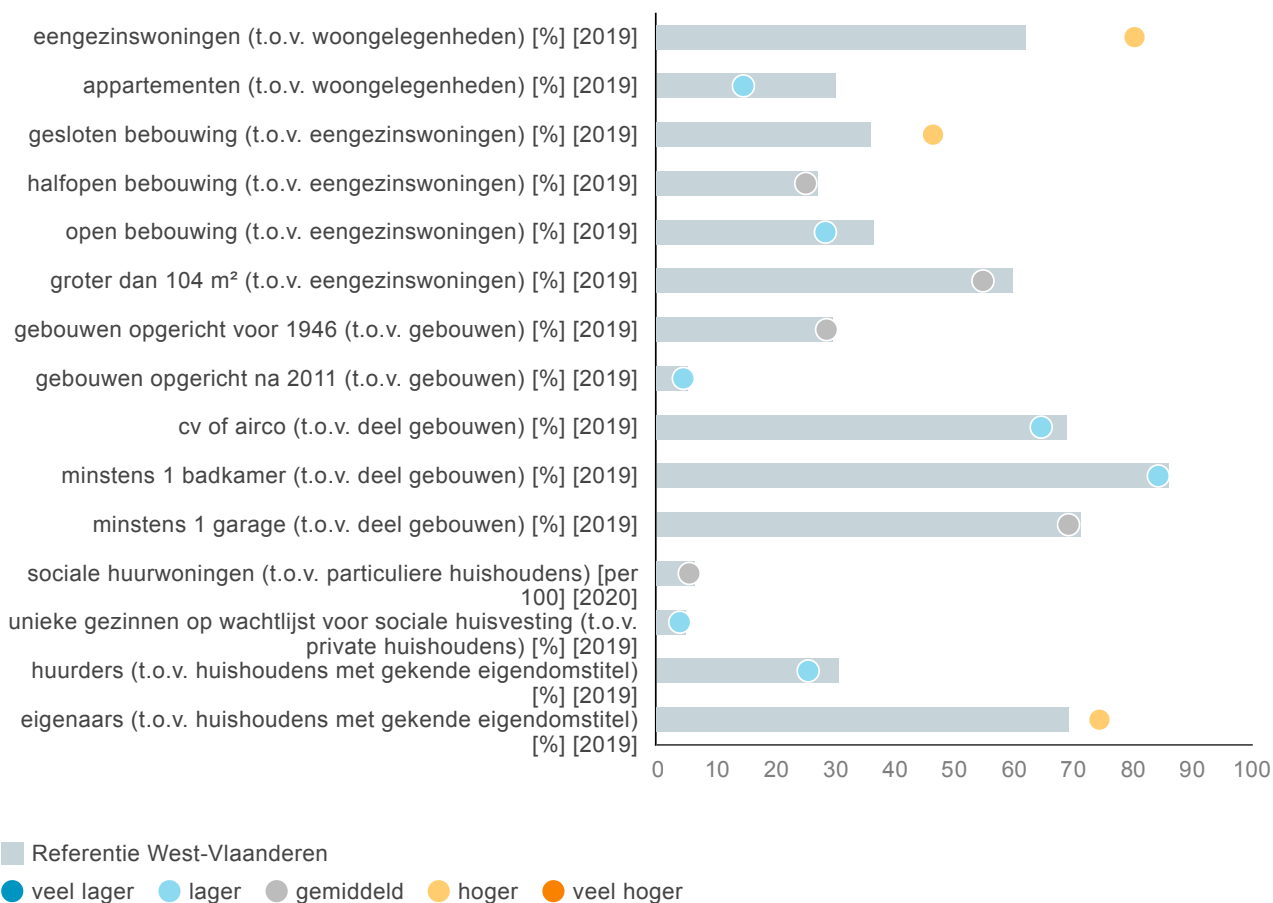 eengezinswoningen (t.o.v. woongelegenheden) [%] [2019]
appartementen (t.o.v. woongelegenheden) [%] [2019]
gesloten bebouwing (t.o.v. eengezinswoningen) [%] [2019]
halfopen bebouwing (t.o.v. eengezinswoningen) [%] [2019]
open bebouwing (t.o.v. eengezinswoningen) [%] [2019]
groter dan 104 m² (t.o.v. eengezinswoningen) [%] [2019]
gebouwen opgericht voor 1946 (t.o.v. gebouwen) [%] [2019]
gebouwen opgericht na 2011 (t.o.v. gebouwen) [%] [2019]
cv of airco (t.o.v. deel gebouwen) [%] [2019]
minstens 1 badkamer (t.o.v. deel gebouwen) [%] [2019]
minstens 1 garage (t.o.v. deel gebouwen) [%] [2019]
sociale huurwoningen (t.o.v. particuliere huishoudens) [per
100] [2020]
unieke gezinnen op wachtlijst voor sociale huisvesting (t.o.v.
private huishoudens) [%] [2019]
huurders (t.o.v. huishoudens met gekende eigendomstitel)
[%] [2019]
eigenaars (t.o.v. huishoudens met gekende eigendomstitel)
[%] [2019]
0 10 20 30 40 50 60 70 80 90 100
Referentie West-Vlaanderen
veel lager lager gemiddeld hoger veel hoger